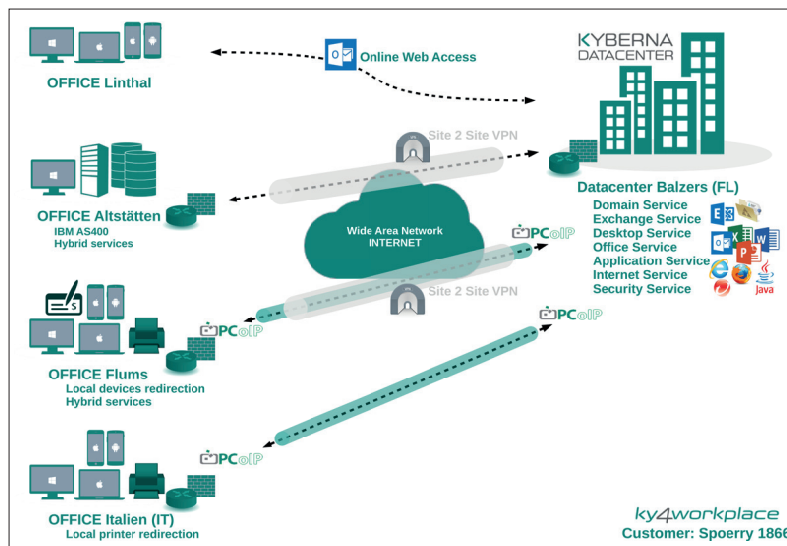 OFFICE Linthal
Online Web Access
KYBERNA
DATACENTER
Site 2 Site VPN
OFFICE Altstätten
IBM AS400
Hybrid services
Datacenter Balzers (FL)
Domain Service
Exchange Service
Desktop Service
Office Service
Application Service
Internet Service
Security Service
Java
Wide Area Network
INTERNET
PCoIP
Site 2 Site VPN
PCoIP
PCoIP
OFFICE Flums
Local devices redirection
Hybrid services
PCoIP
OFFICE Italien (IT)
Local printer redirection
ky4workplace
Customer: Spoerry 1866